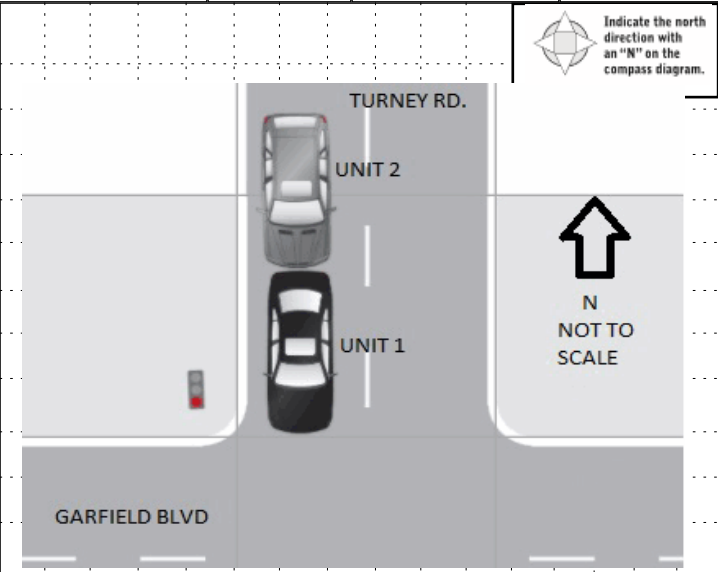 Indicate the north
direction with
an “N” on the
compass diagram.
TURNEY RD.
UNIT 2
N
NOT TO
SCALE
UNIT 1
GARFIELD BLVD